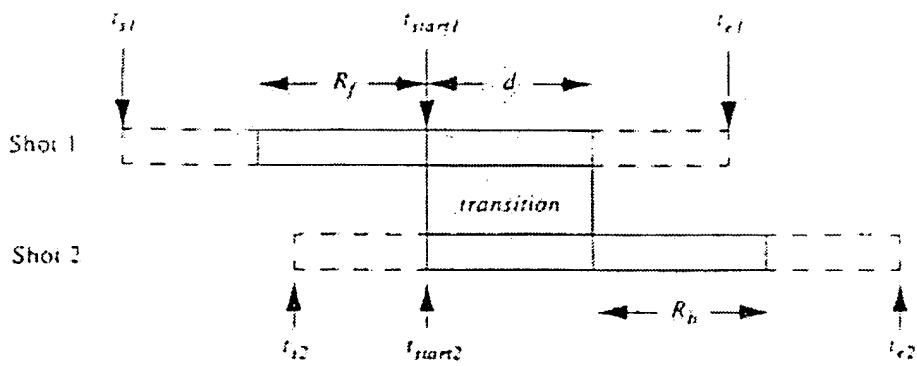 t_s1 t_start1 t_e1
R_f d
Shot 1
transition
Shot 2
R_b
t_s2 t_start2 t_e2